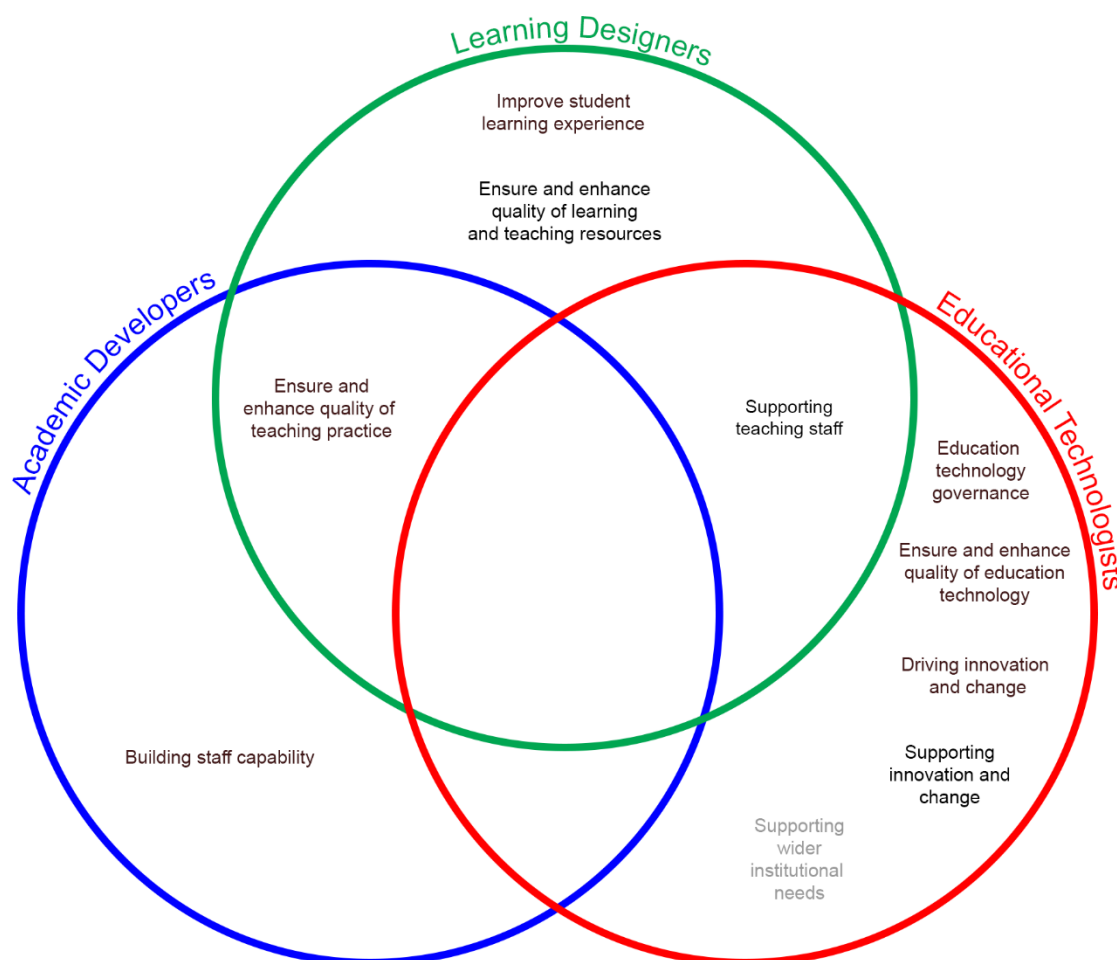 Learning Designers
Improve student
learning experience
Ensure and enhance
quality of learning
and teaching resources
Academic Developers
Educational Technologists
Ensure and
enhance quality of
teaching practice
Supporting
teaching staff
Education
technology
governance
Ensure and enhance
quality of education
technology
Driving innovation
and change
Building staff capability
Supporting
innovation and
change
Supporting
wider
institutional
needs